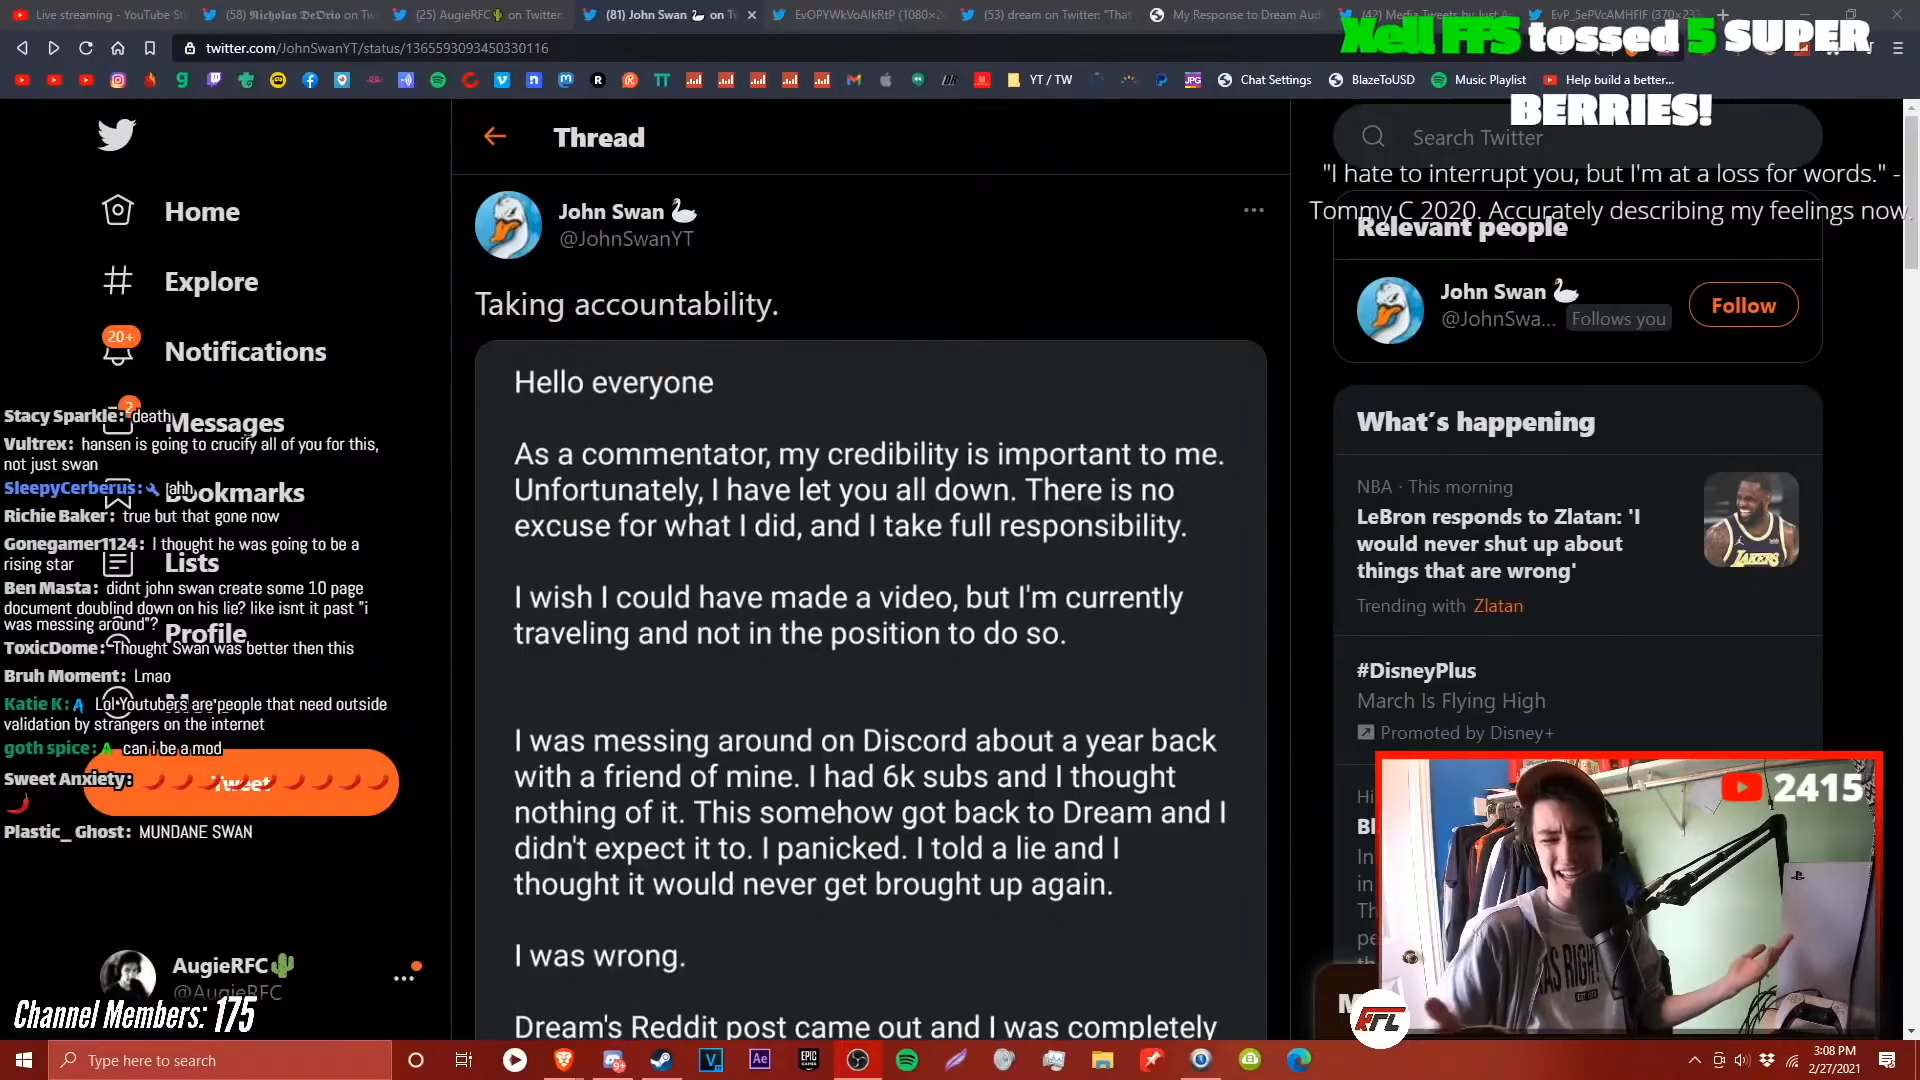 Live streaming - YouTube St
(58) 𝕹𝖎𝖈𝖍𝖔𝖑𝖆𝖘 𝕯𝖊𝕺𝖗𝖎𝖔 on Tw
(25) AugieRFC🌵 on Twitter:
(81) John Swan 🦢 on Tw
EvOPYWkVoAIkRtP (1080×2
(53) dream on Twitter: "That'
My Response to Dream Aud
(42) Media Tweets by Just A
EvP_5ePVcAMHFIF (370×23
twitter.com/JohnSwanYT/status/1365593093450330116
YT / TW
Chat Settings
BlazeToUSD
Music Playlist
Help build a better...
Xell FFS tossed 5 SUPER
BERRIES!
"I hate to interrupt you, but I'm at a loss for words." -
Tommy C 2020. Accurately describing my feelings now.
Home
Explore
20+
Notifications
2
Messages
Bookmarks
Lists
Profile
Tweet
Stacy Sparkle: death
Vultrex: hansen is going to crucify all of you for this,
not just swan
SleepyCerberus: lahh
Richie Baker: true but that gone now
Gonegamer1124: I thought he was going to be a
rising star
Ben Masta: didnt john swan create some 10 page
document doublind down on his lie? like isnt it past "i
was messing around"?
ToxicDome: Thought Swan was better then this
Bruh Moment: Lmao
Katie K: Lol Youtubers are people that need outside
validation by strangers on the internet
goth spice: can i be a mod
Sweet Anxiety:
Plastic_ Ghost: MUNDANE SWAN
AugieRFC🌵
@AugieRFC
Channel Members: 175
Thread
John Swan 🦢
@JohnSwanYT
Taking accountability.
Hello everyone
As a commentator, my credibility is important to me.
Unfortunately, I have let you all down. There is no
excuse for what I did, and I take full responsibility.
I wish I could have made a video, but I'm currently
traveling and not in the position to do so.
I was messing around on Discord about a year back
with a friend of mine. I had 6k subs and I thought
nothing of it. This somehow got back to Dream and I
didn't expect it to. I panicked. I told a lie and I
thought it would never get brought up again.
I was wrong.
Dream's Reddit post came out and I was completely
Search Twitter
Relevant people
John Swan 🦢
@JohnSwa... Follows you
Follow
What's happening
NBA · This morning
LeBron responds to Zlatan: 'I
would never shut up about
things that are wrong'
Trending with Zlatan
#DisneyPlus
March Is Flying High
Promoted by Disney+
2415
RFC
Type here to search
3:08 PM
2/27/2021